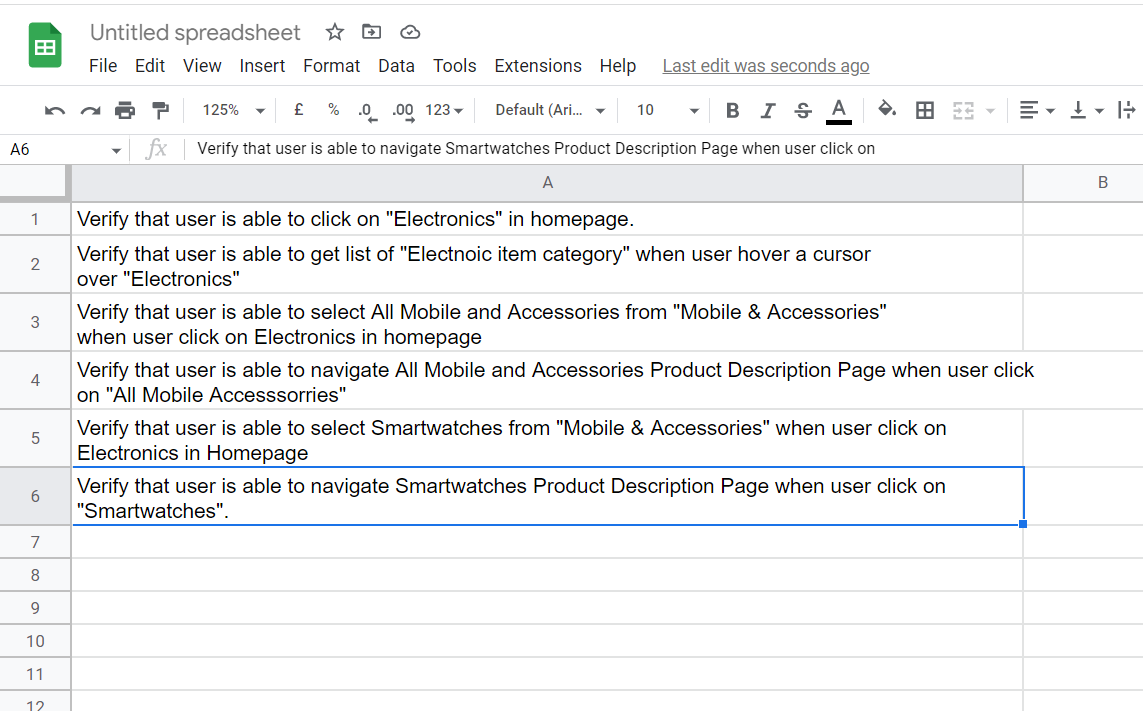 Untitled spreadsheet
File Edit View Insert Format Data Tools Extensions Help Last edit was seconds ago
125% £ % .0 .00 123 Default (Ari... 10 B I S A
A6 fx Verify that user is able to navigate Smartwatches Product Description Page when user click on
A B
1 Verify that user is able to click on "Electronics" in homepage.
2 Verify that user is able to get list of "Electnoic item category" when user hover a cursor
over "Electronics"
3 Verify that user is able to select All Mobile and Accessories from "Mobile & Accessories"
when user click on Electronics in homepage
4 Verify that user is able to navigate All Mobile and Accessories Product Description Page when user click
on "All Mobile Accesssorries"
5 Verify that user is able to select Smartwatches from "Mobile & Accessories" when user click on
Electronics in Homepage
6 Verify that user is able to navigate Smartwatches Product Description Page when user click on
"Smartwatches".
7
8
9
10
11
12